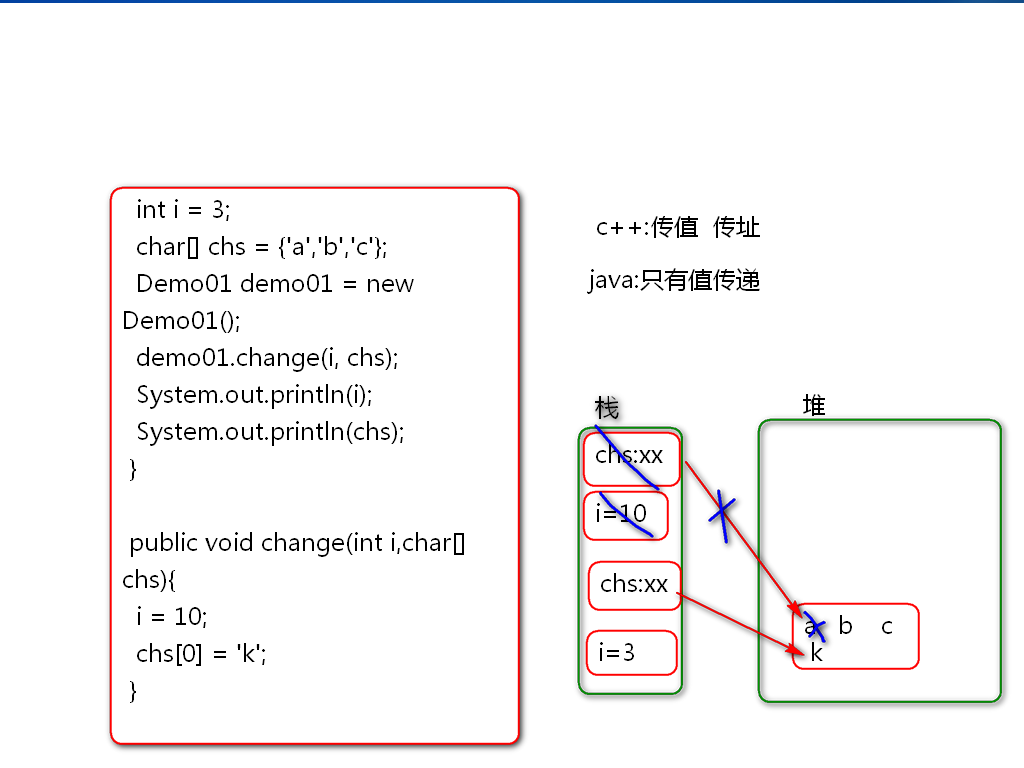 int i = 3;
char[] chs = {'a','b','c'};
Demo01 demo01 = new
Demo01();
demo01.change(i, chs);
System.out.println(i);
System.out.println(chs);
}
public void change(int i,char[]
chs){
i = 10;
chs[0] = 'k';
}
c++:传值 传址
java:只有值传递
栈
chs:xx
i=10
chs:xx
i=3
堆
a b c
k